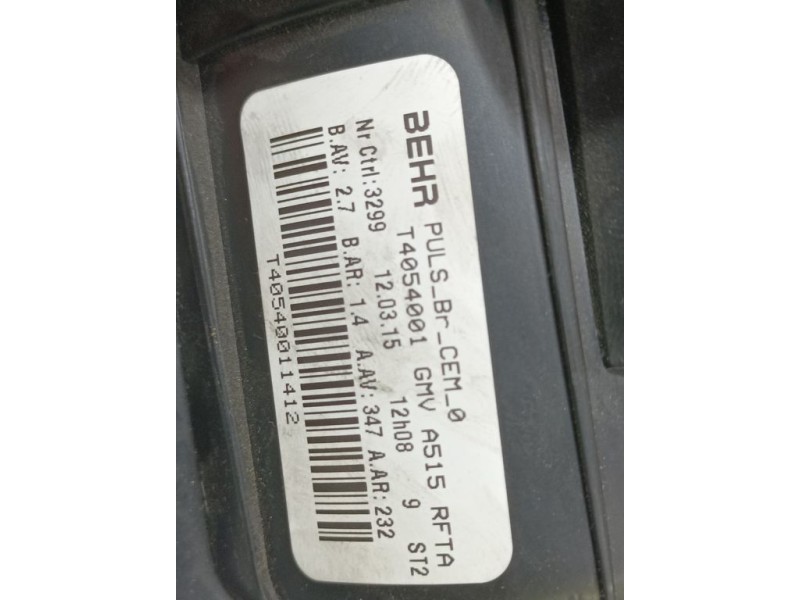 BEHR PULS_Br_CEM_0
T4054001 GMV A515 RFTA
Nr Ctrl:3299 12.03.15 12h08 9 ST2
B.AV: 2.7 B.AR: 1.4 A.AV:347 A.AR:232
T40540011412